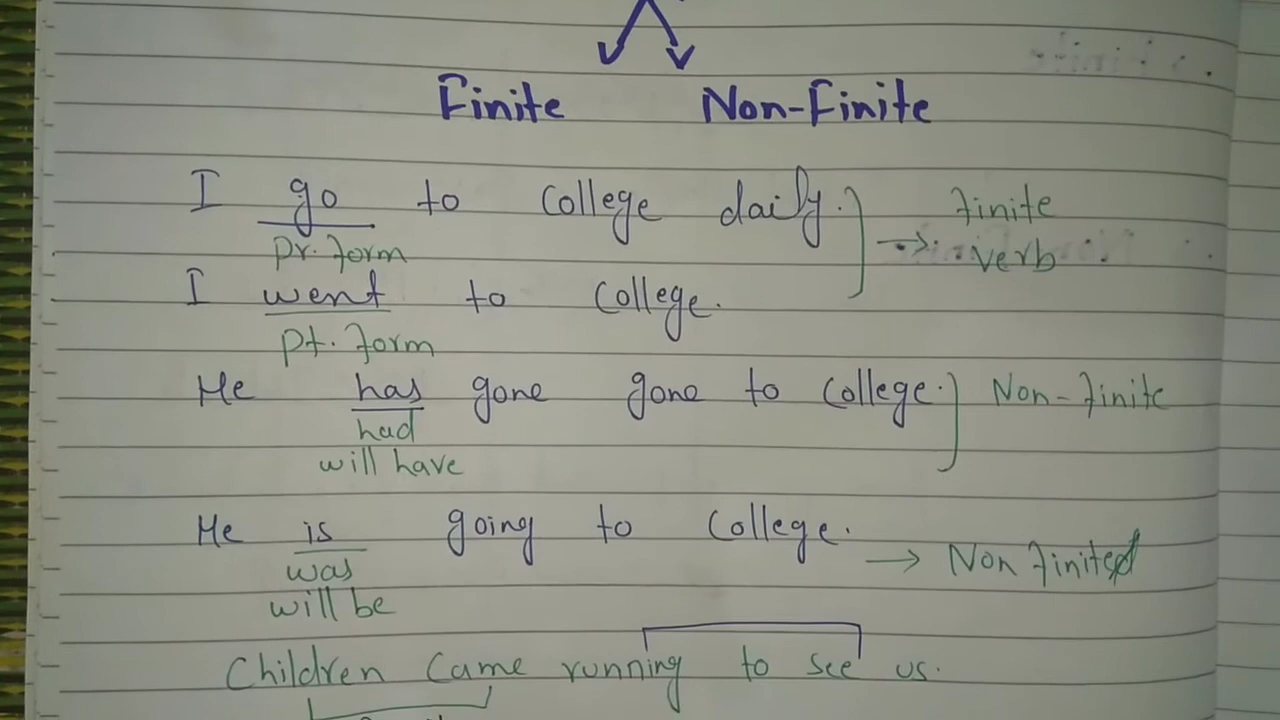 Finite Non-Finite
I go to College daily. → finite
pr. form verb
I went to College.
pt. form
He has gone gone to College. Non-finite
had
will have
He is going to College. → Non finite
was
will be
Children Came running to see us.